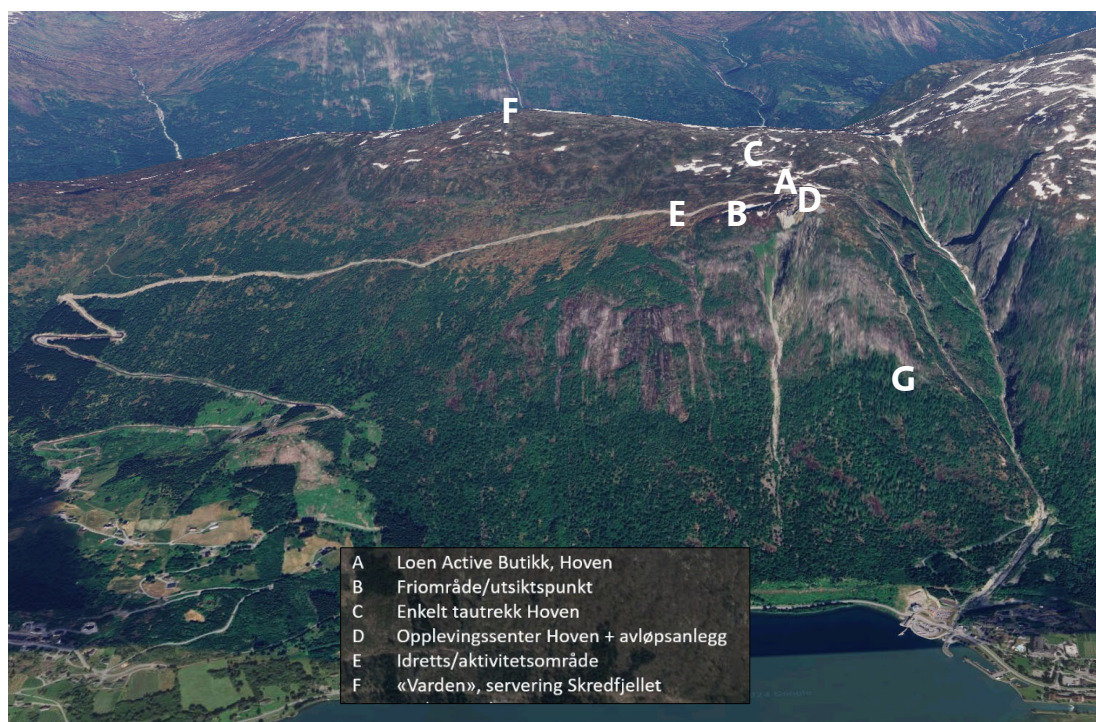 F
C
A
D
E
B
G
A Loen Active Butikk, Hoven
B Friområde/utsiktspunkt
C Enkelt tautrekk Hoven
D Opplevingssenter Hoven + avløpsanlegg
E Idretts/aktivitetsområde
F «Varden», servering Skredfjellet